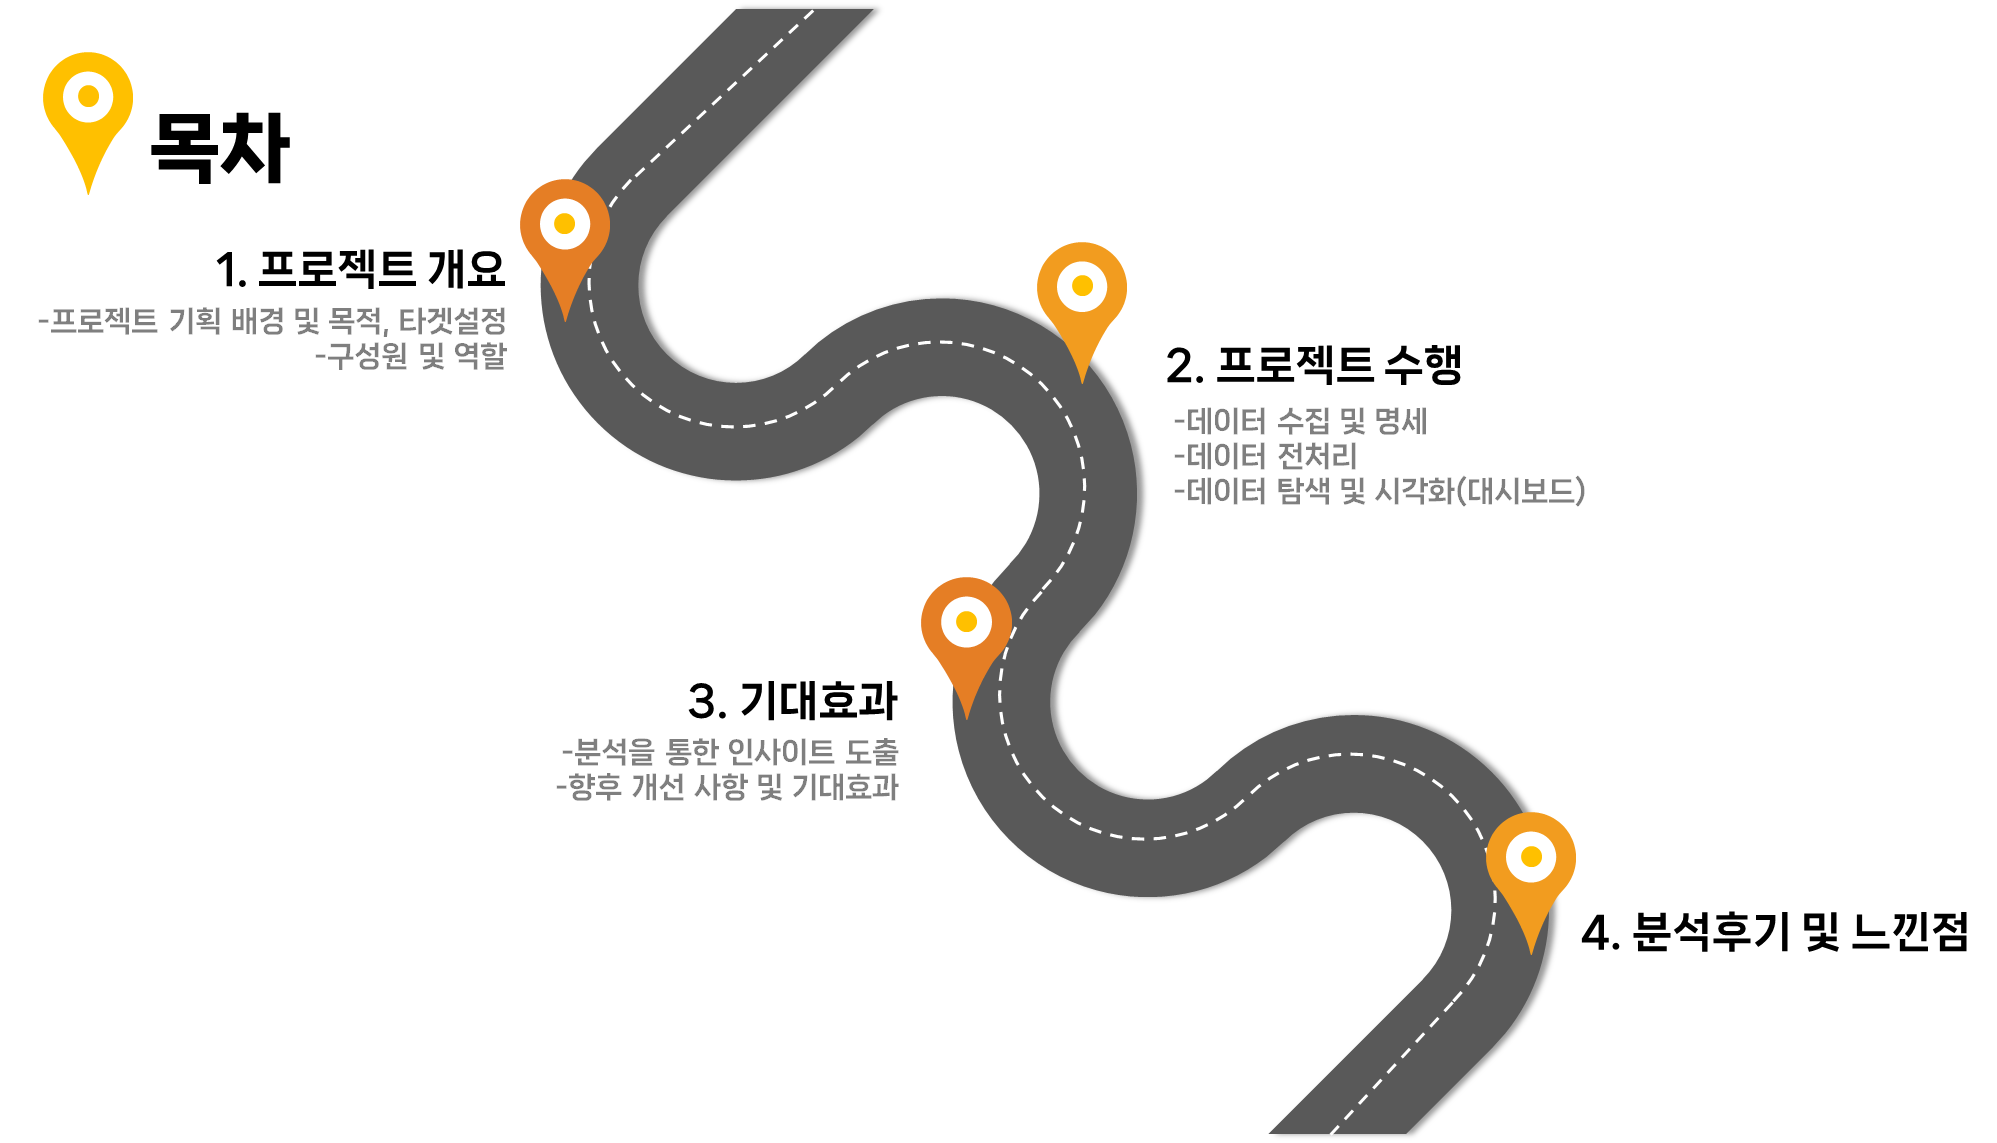 목차
1. 프로젝트 개요
-프로젝트 기획 배경 및 목적, 타겟설정
-구성원 및 역할
2. 프로젝트 수행
-데이터 수집 및 명세
-데이터 전처리
-데이터 탐색 및 시각화(대시보드)
3. 기대효과
-분석을 통한 인사이트 도출
-향후 개선 사항 및 기대효과
4. 분석후기 및 느낀점